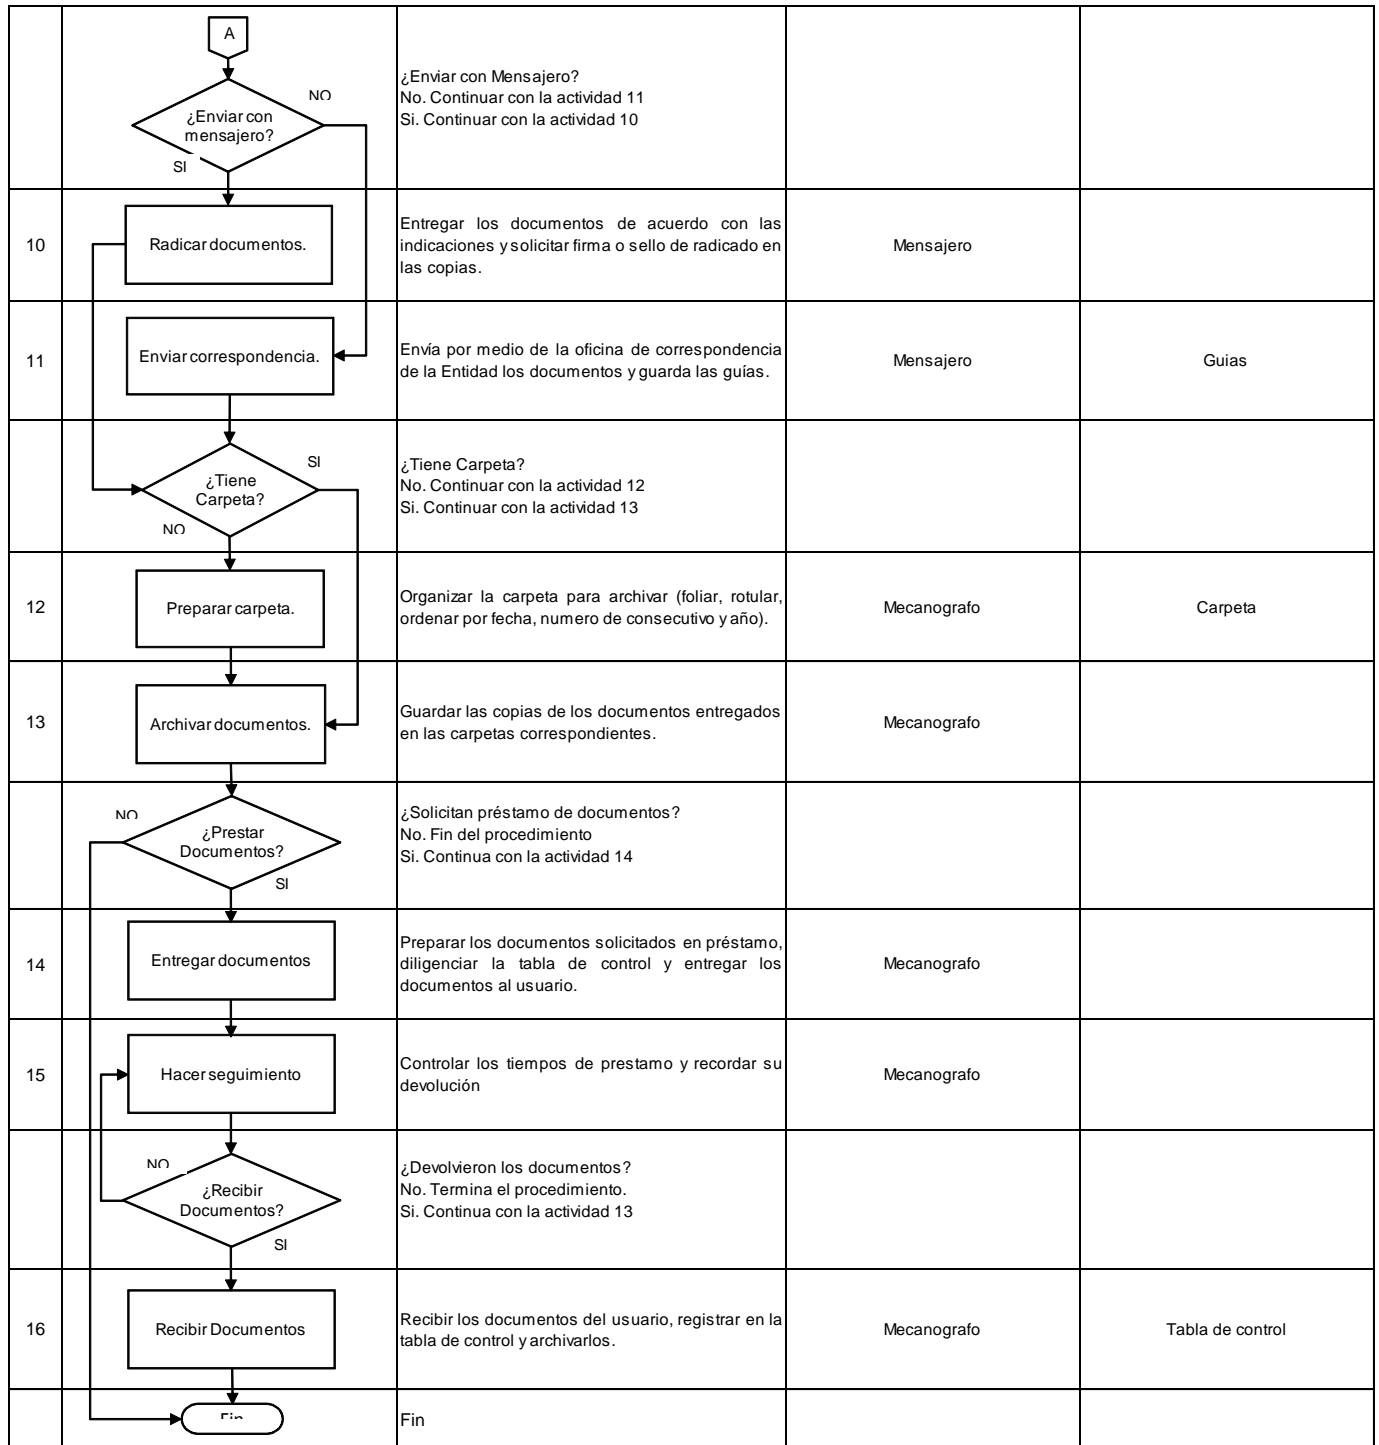 A
¿Enviar con
mensajero?
NO
SI
¿Enviar con Mensajero?
No. Continuar con la actividad 11
Si. Continuar con la actividad 10
10
Radicar documentos.
Entregar los documentos de acuerdo con las
indicaciones y solicitar firma o sello de radicado en
las copias.
Mensajero
11
Enviar correspondencia.
Envía por medio de la oficina de correspondencia
de la Entidad los documentos y guarda las guías.
Mensajero
Guias
¿Tiene
Carpeta?
SI
NO
¿Tiene Carpeta?
No. Continuar con la actividad 12
Si. Continuar con la actividad 13
12
Preparar carpeta.
Organizar la carpeta para archivar (foliar, rotular,
ordenar por fecha, numero de consecutivo y año).
Mecanografo
Carpeta
13
Archivar documentos.
Guardar las copias de los documentos entregados
en las carpetas correspondientes.
Mecanografo
NO
¿Prestar
Documentos?
SI
¿Solicitan préstamo de documentos?
No. Fin del procedimiento
Si. Continua con la actividad 14
14
Entregar documentos
Preparar los documentos solicitados en préstamo,
diligenciar la tabla de control y entregar los
documentos al usuario.
Mecanografo
15
Hacer seguimiento
Controlar los tiempos de prestamo y recordar su
devolución
Mecanografo
NO
¿Recibir
Documentos?
SI
¿Devolvieron los documentos?
No. Termina el procedimiento.
Si. Continua con la actividad 13
16
Recibir Documentos
Recibir los documentos del usuario, registrar en la
tabla de control y archivarlos.
Mecanografo
Tabla de control
Fin
Fin